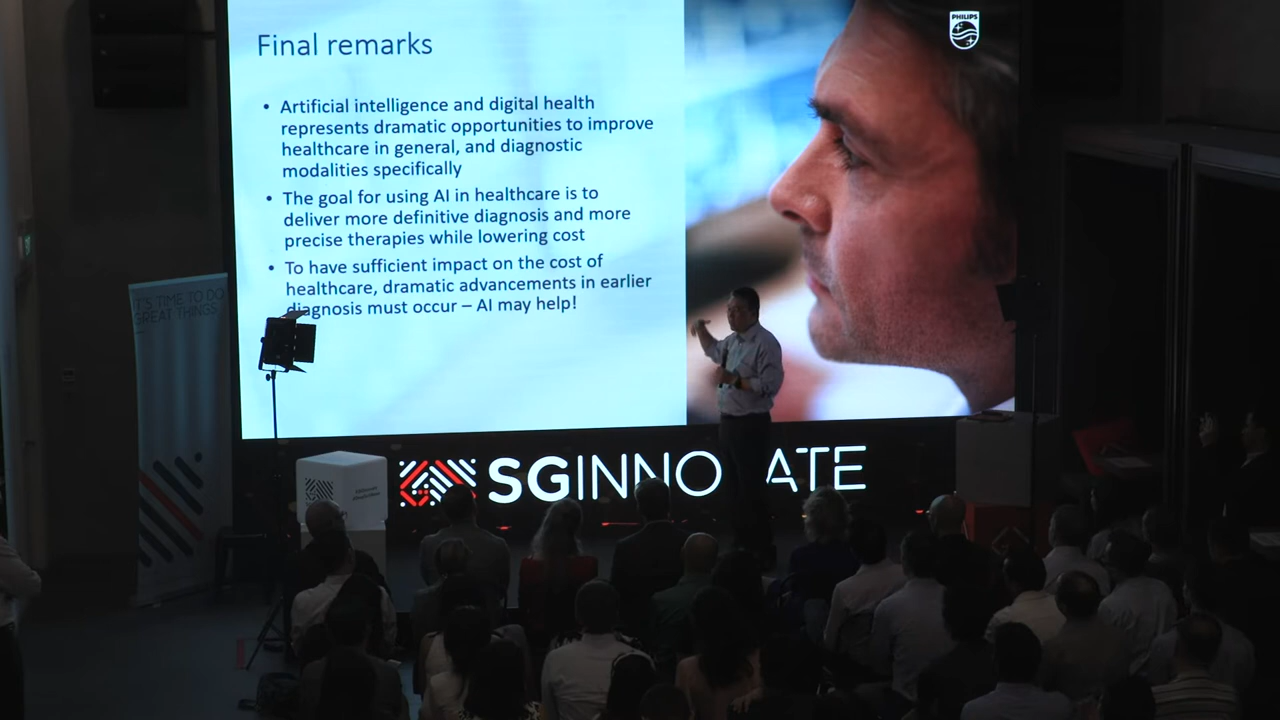 Final remarks
PHILIPS
• Artificial intelligence and digital health
represents dramatic opportunities to improve
healthcare in general, and diagnostic
modalities specifically
• The goal for using AI in healthcare is to
deliver more definitive diagnosis and more
precise therapies while lowering cost
• To have sufficient impact on the cost of
healthcare, dramatic advancements in earlier
diagnosis must occur – AI may help!
IT'S TIME TO DO
GREAT THINGS
SGINNO ATE